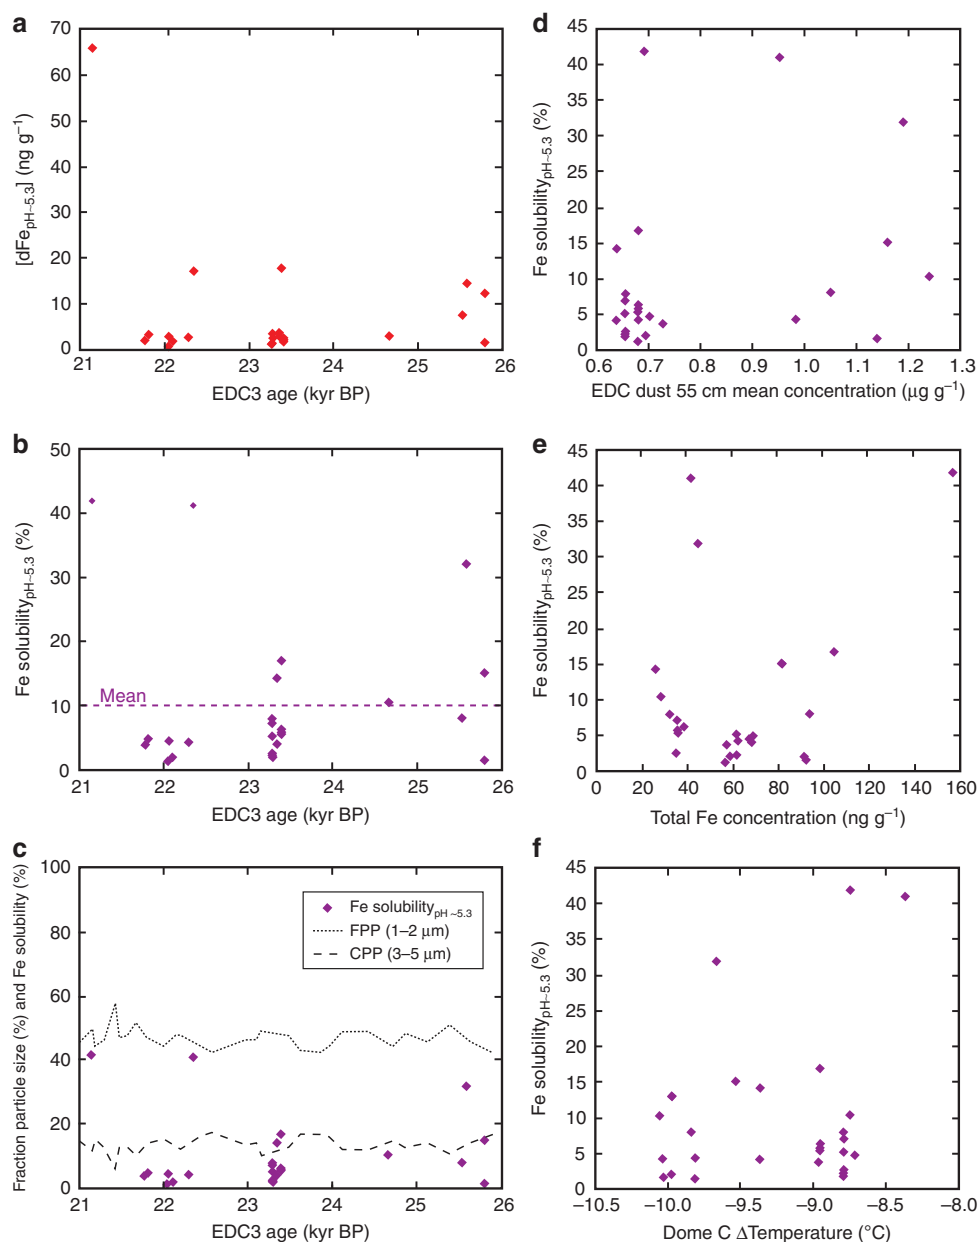 a
70
60
50
40
30
20
10
0
21 22 23 24 25 26
[dFe pH~5.3] (ng g⁻¹)
EDC3 age (kyr BP)
b
50
40
30
20
10
0
21 22 23 24 25 26
Mean
Fe solubility pH~5.3 (%)
EDC3 age (kyr BP)
c
100
80
60
40
20
0
21 22 23 24 25 26
Fe solubility pH ~5.3
FPP (1–2 μm)
CPP (3–5 μm)
Fraction particle size (%) and Fe solubility (%)
EDC3 age (kyr BP)
d
45
40
35
30
25
20
15
10
5
0
0.6 0.7 0.8 0.9 1.0 1.1 1.2 1.3
Fe solubility pH~5.3 (%)
EDC dust 55 cm mean concentration (μg g⁻¹)
e
45
40
35
30
25
20
15
10
5
0
0 20 40 60 80 100 120 140 160
Fe solubility pH~5.3 (%)
Total Fe concentration (ng g⁻¹)
f
45
40
35
30
25
20
15
10
5
0
–10.5 –10.0 –9.5 –9.0 –8.5 –8.0
Fe solubility pH~5.3 (%)
Dome C ΔTemperature (°C)